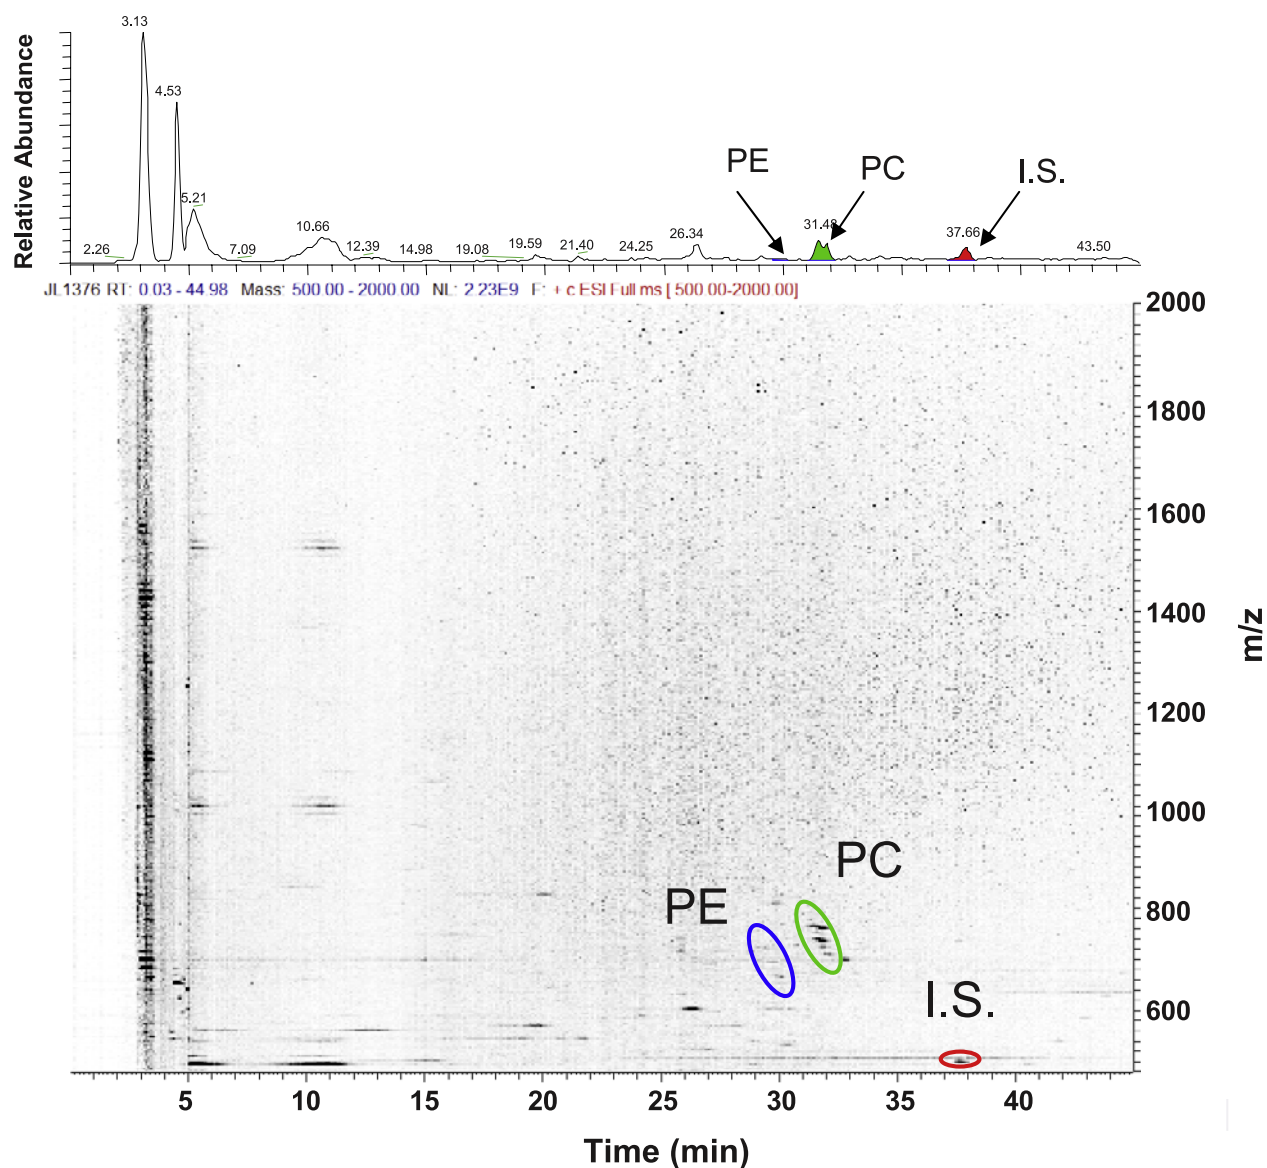 3.13
Relative Abundance
4.53
5.21
2.26
7.09
10.66
12.39
14.98
19.08
19.59
21.40
24.25
26.34
PE
PC
I.S.
31.48
37.66
43.50
JL1376 RT: 0.03 - 44.98 Mass: 500.00 - 2000.00 NL: 2.23E9 F: + c ESI Full ms [ 500.00-2000.00]
2000
1800
1600
1400
m/z
1200
1000
PC
PE
800
I.S.
600
5 10 15 20 25 30 35 40
Time (min)